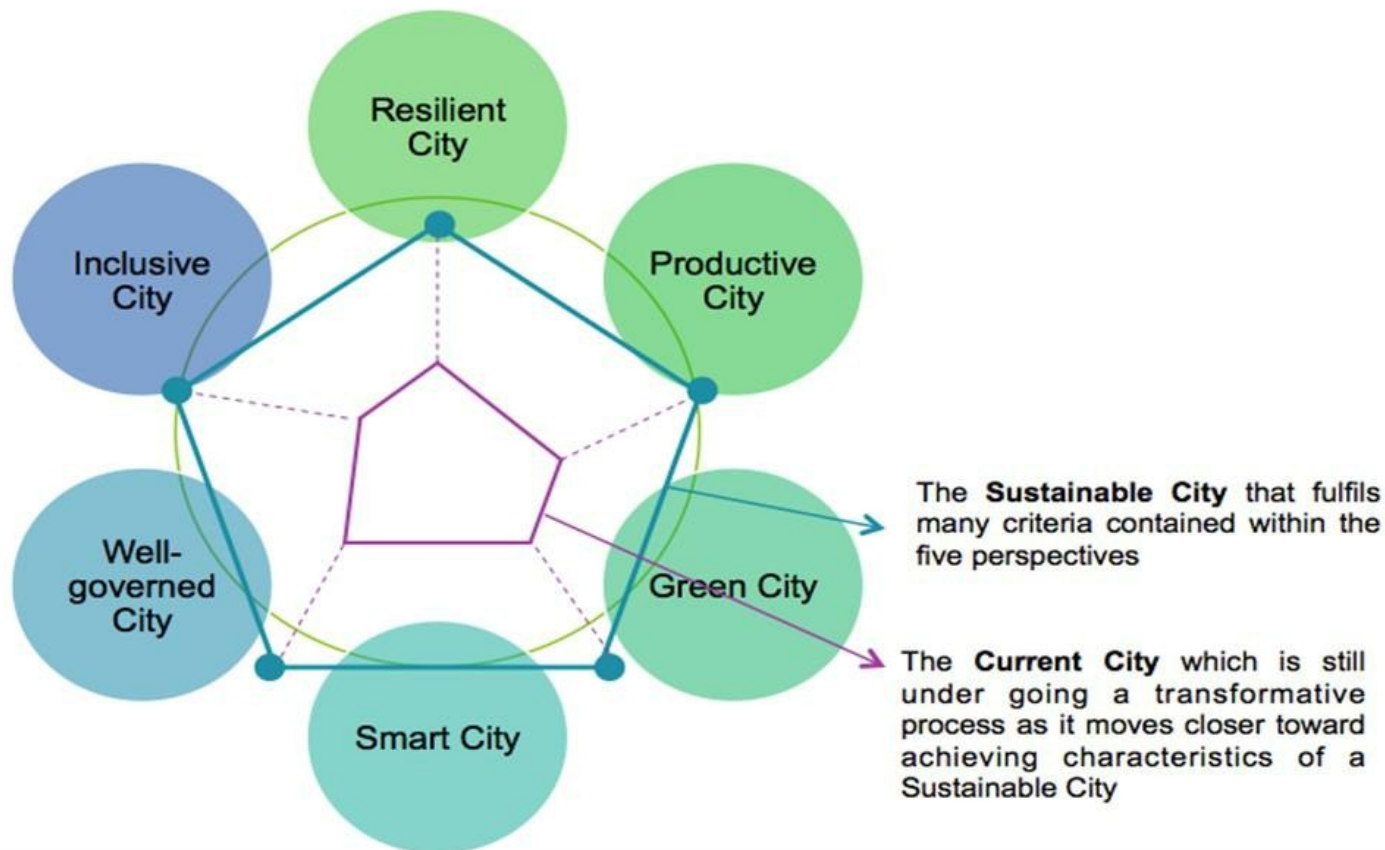 Resilient
City
Inclusive
City
Productive
City
Well-
governed
City
Green City
Smart City
The Sustainable City that fulfils
many criteria contained within the
five perspectives
The Current City which is still
under going a transformative
process as it moves closer toward
achieving characteristics of a
Sustainable City